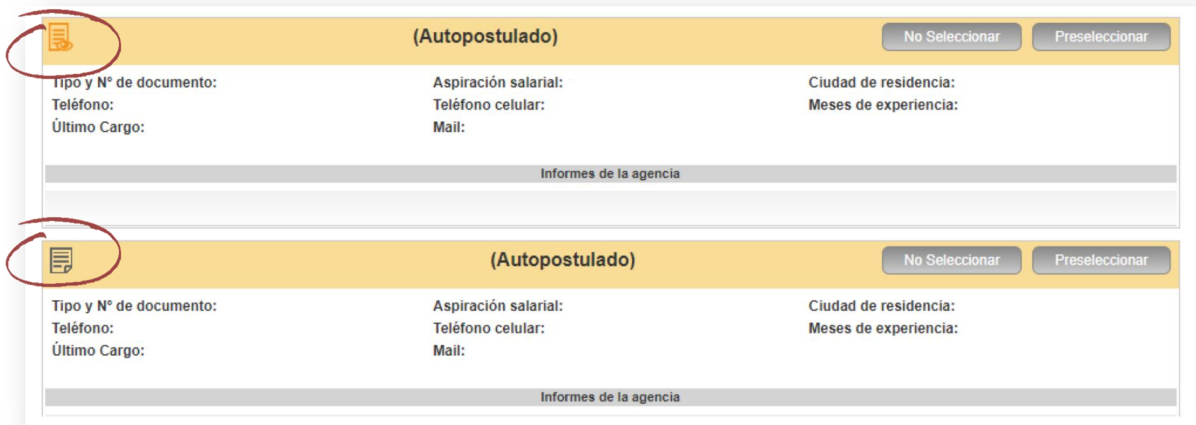 (Autopostulado) No Seleccionar Preseleccionar
Tipo y Nº de documento: Aspiración salarial: Ciudad de residencia:
Teléfono: Teléfono celular: Meses de experiencia:
Último Cargo: Mail:
Informes de la agencia
(Autopostulado) No Seleccionar Preseleccionar
Tipo y Nº de documento: Aspiración salarial: Ciudad de residencia:
Teléfono: Teléfono celular: Meses de experiencia:
Último Cargo: Mail:
Informes de la agencia